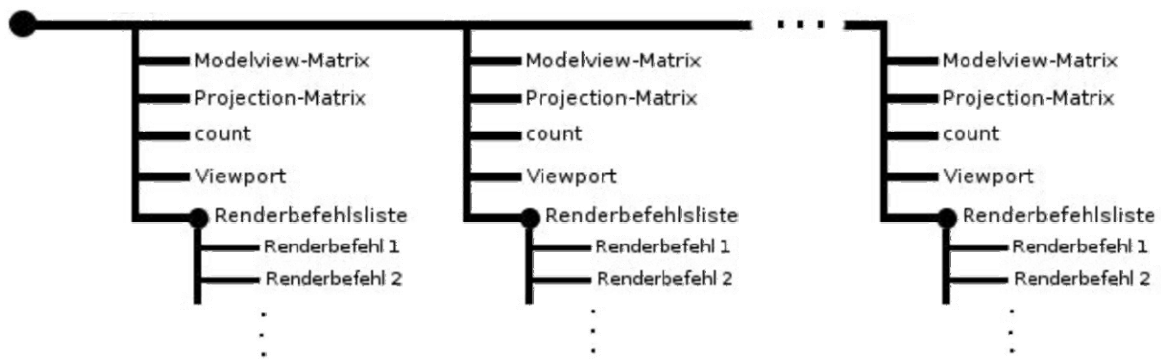 Modelview-Matrix
Projection-Matrix
count
Viewport
Renderbefehlsliste
Renderbefehl 1
Renderbefehl 2
Modelview-Matrix
Projection-Matrix
count
Viewport
Renderbefehlsliste
Renderbefehl 1
Renderbefehl 2
Modelview-Matrix
Projection-Matrix
count
Viewport
Renderbefehlsliste
Renderbefehl 1
Renderbefehl 2